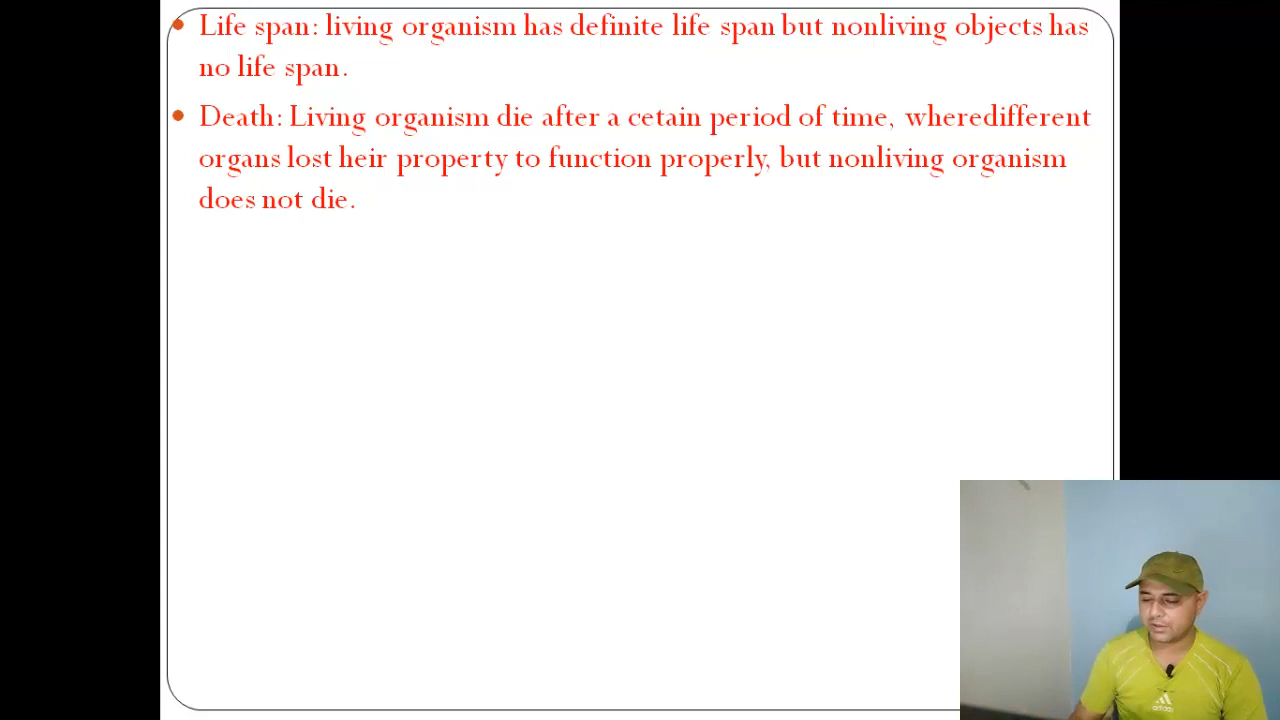 Life span: living organism has definite life span but nonliving objects has
no life span.
Death: Living organism die after a cetain period of time, wheredifferent
organs lost heir property to function properly, but nonliving organism
does not die.
adidas